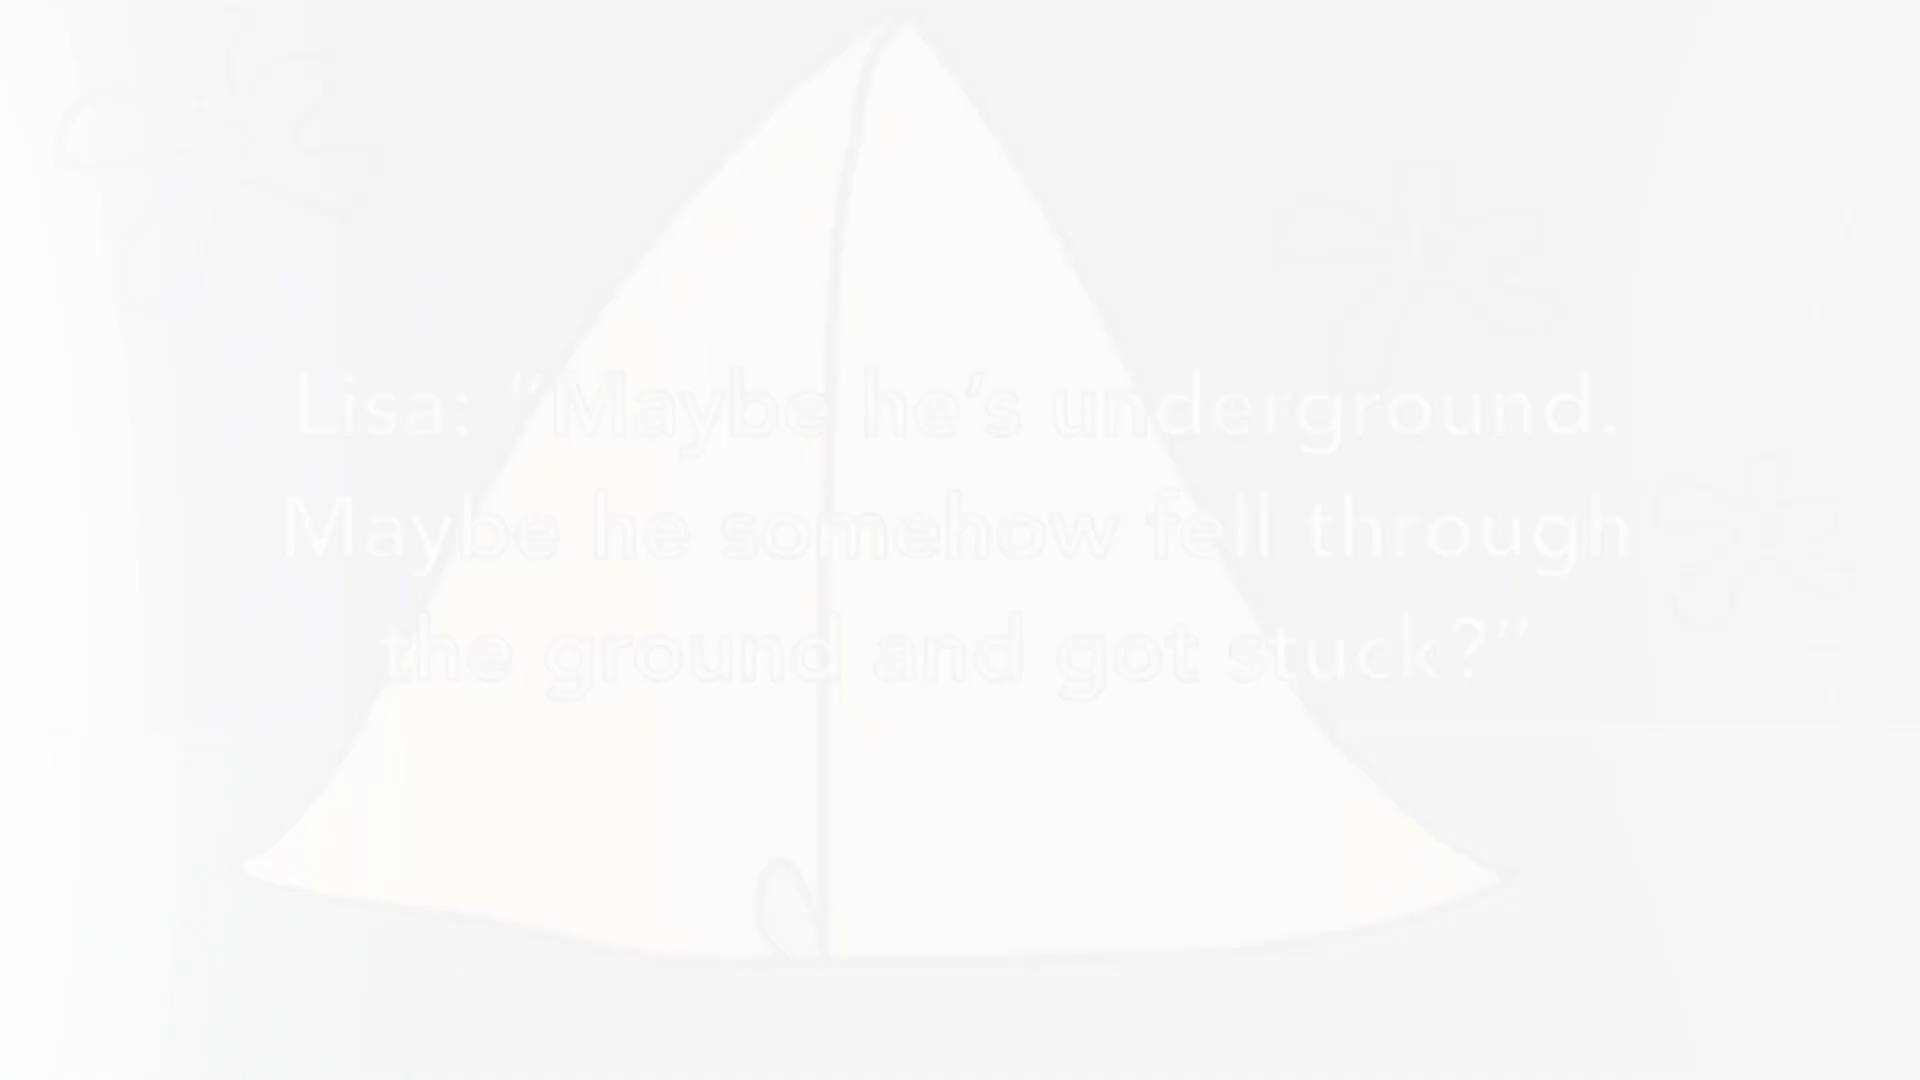 Lisa: “Maybe he’s underground.
Maybe he somehow fell through
the ground and got stuck?”